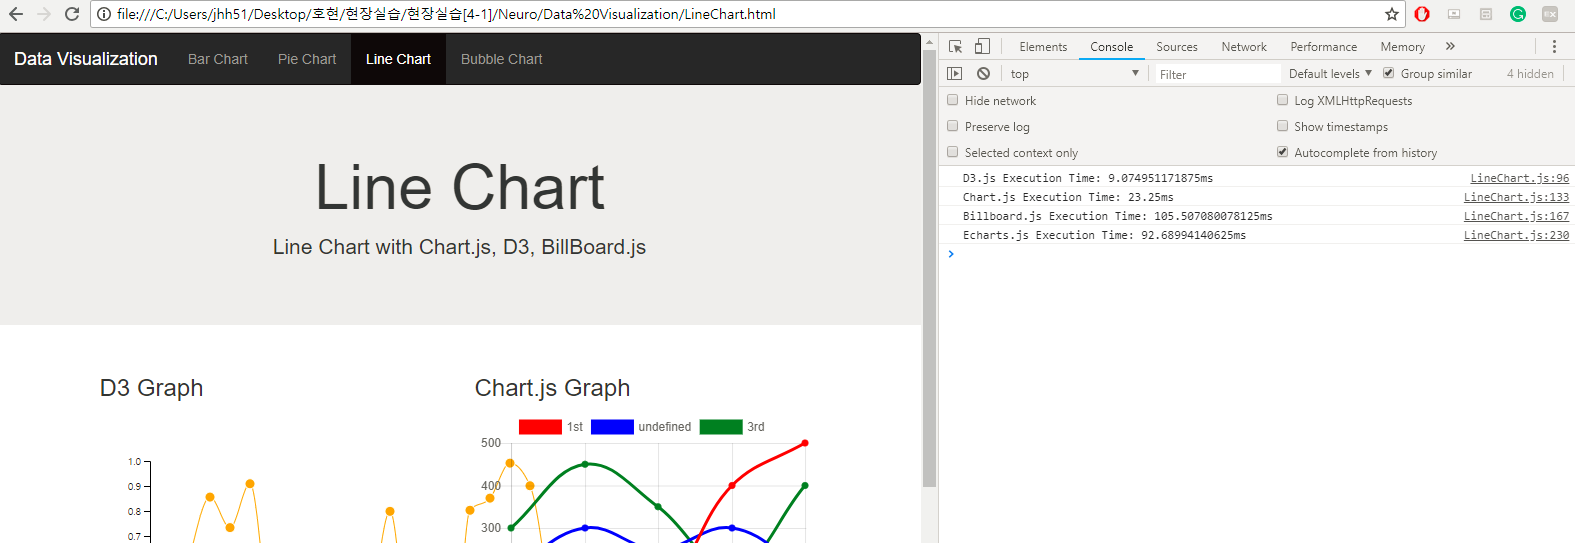 file:///C:/Users/jhh51/Desktop/호현/현장실습/현장실습[4-1]/Neuro/Data%20Visualization/LineChart.html
Data Visualization Bar Chart Pie Chart Line Chart Bubble Chart
Line Chart
Line Chart with Chart.js, D3, BillBoard.js
D3 Graph
1.0
0.9
0.8
0.7
Chart.js Graph
1st undefined 3rd
500
400
300
Elements Console Sources Network Performance Memory »
top Filter Default levels Group similar 4 hidden
Hide network Log XMLHttpRequests
Preserve log Show timestamps
Selected context only Autocomplete from history
D3.js Execution Time: 9.074951171875ms LineChart.js:96
Chart.js Execution Time: 23.25ms LineChart.js:133
Billboard.js Execution Time: 105.507080078125ms LineChart.js:167
Echarts.js Execution Time: 92.68994140625ms LineChart.js:230